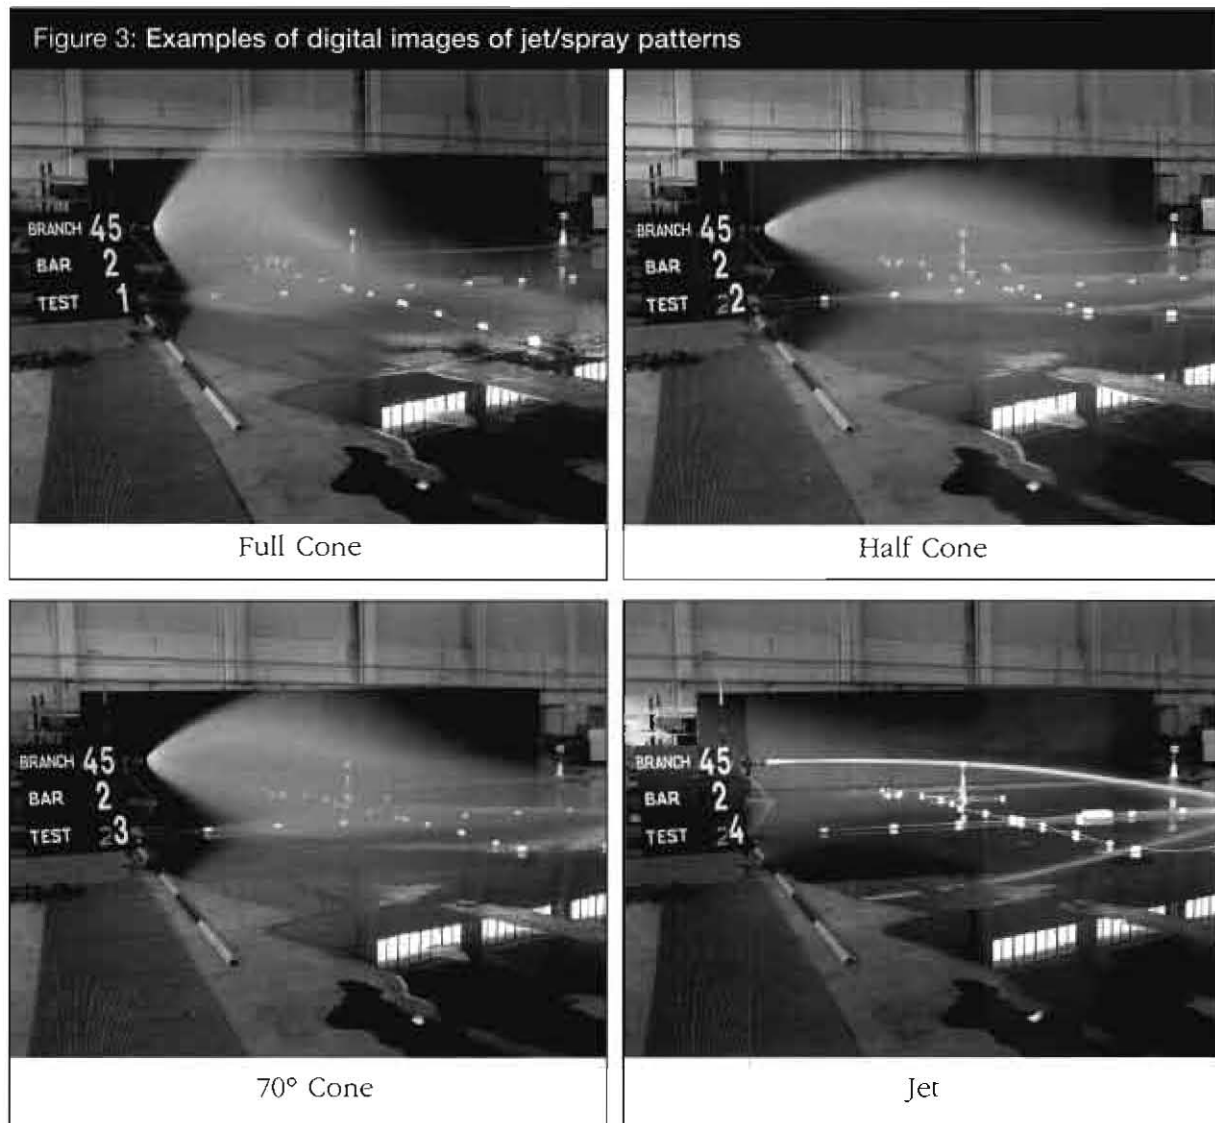 Figure 3: Examples of digital images of jet/spray patterns
BRANCH 45
BAR 2
TEST 1
Full Cone
BRANCH 45
BAR 2
TEST 2
Half Cone
BRANCH 45
BAR 2
TEST 3
70° Cone
BRANCH 45
BAR 2
TEST 4
Jet